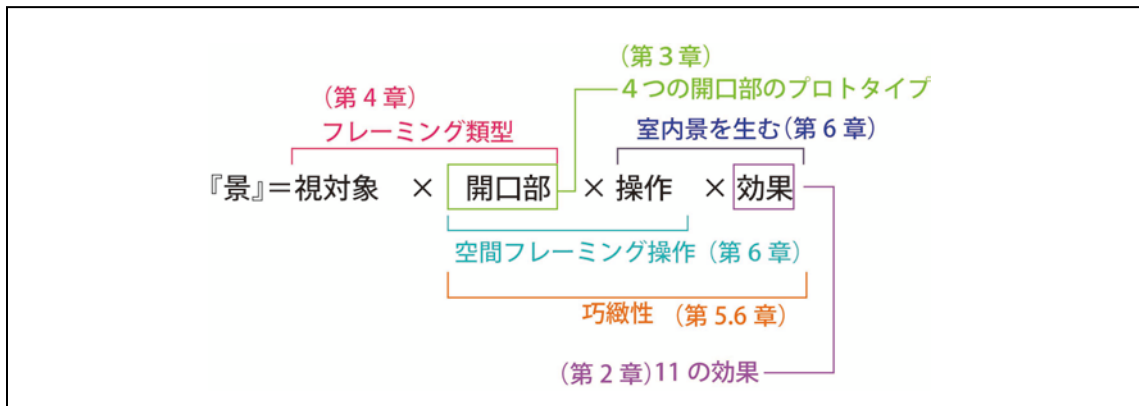 (第3章)
4つの開口部のプロトタイプ
(第4章)
フレーミング類型
室内景を生む(第6章)
『景』=視対象 × 開口部 × 操作 × 効果
空間フレーミング操作 (第6章)
巧緻性 (第5.6章)
(第2章)11の効果